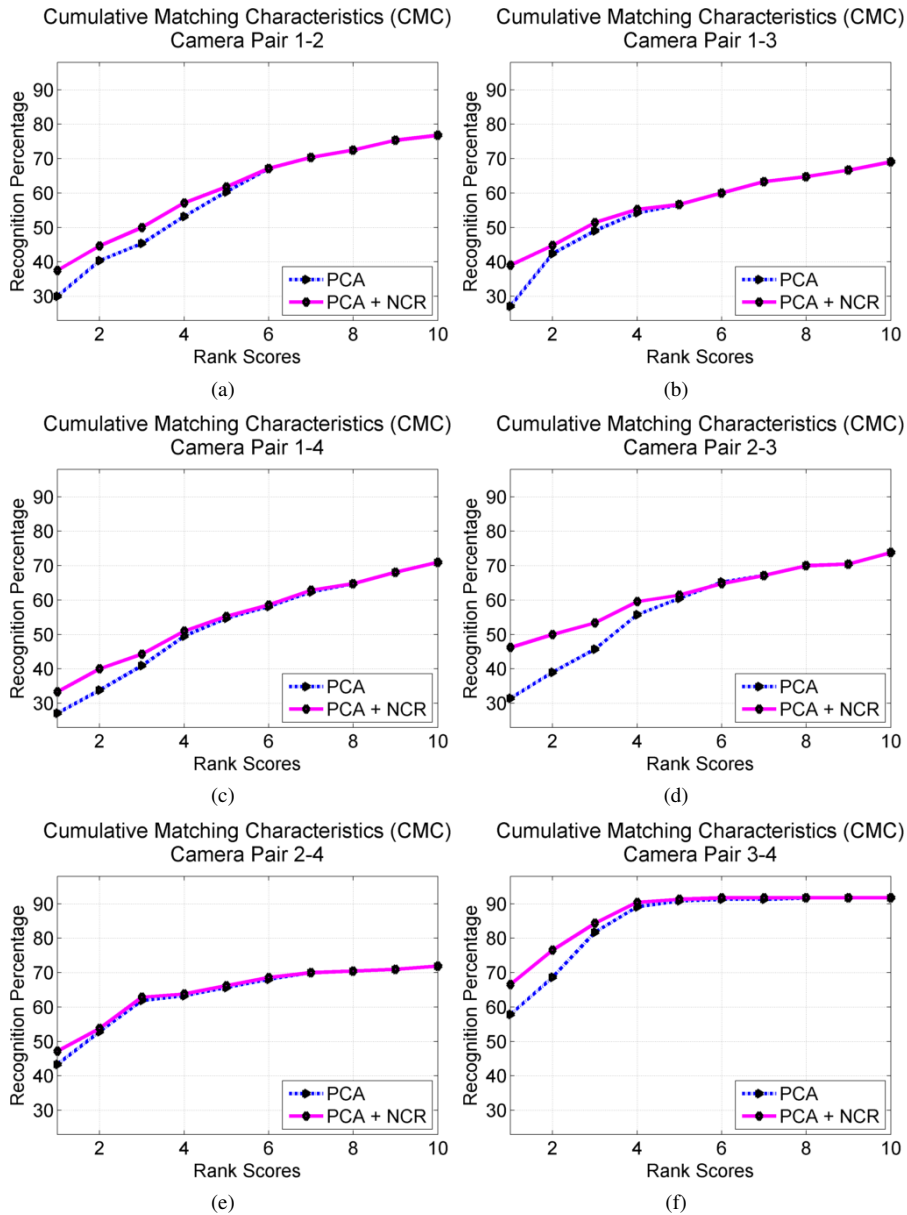 Cumulative Matching Characteristics (CMC)
Camera Pair 1-2
Recognition Percentage
90
80
70
60
50
40
30
PCA
PCA + NCR
2 4 6 8 10
Rank Scores
(a)
Cumulative Matching Characteristics (CMC)
Camera Pair 1-3
Recognition Percentage
90
80
70
60
50
40
30
PCA
PCA + NCR
2 4 6 8 10
Rank Scores
(b)
Cumulative Matching Characteristics (CMC)
Camera Pair 1-4
Recognition Percentage
90
80
70
60
50
40
30
PCA
PCA + NCR
2 4 6 8 10
Rank Scores
(c)
Cumulative Matching Characteristics (CMC)
Camera Pair 2-3
Recognition Percentage
90
80
70
60
50
40
30
PCA
PCA + NCR
2 4 6 8 10
Rank Scores
(d)
Cumulative Matching Characteristics (CMC)
Camera Pair 2-4
Recognition Percentage
90
80
70
60
50
40
30
PCA
PCA + NCR
2 4 6 8 10
Rank Scores
(e)
Cumulative Matching Characteristics (CMC)
Camera Pair 3-4
Recognition Percentage
90
80
70
60
50
40
30
PCA
PCA + NCR
2 4 6 8 10
Rank Scores
(f)